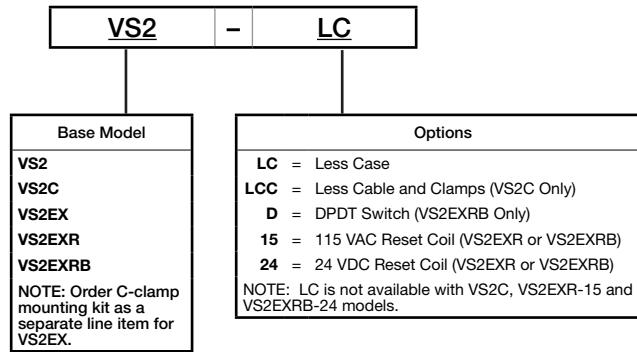 VS2 – LC
Base Model
VS2
VS2C
VS2EX
VS2EXR
VS2EXRB
NOTE: Order C-clamp
mounting kit as a
separate line item for
VS2EX.
Options
LC = Less Case
LCC = Less Cable and Clamps (VS2C Only)
D = DPDT Switch (VS2EXRB Only)
15 = 115 VAC Reset Coil (VS2EXR or VS2EXRB)
24 = 24 VDC Reset Coil (VS2EXR or VS2EXRB)
NOTE: LC is not available with VS2C, VS2EXR-15 and
VS2EXRB-24 models.